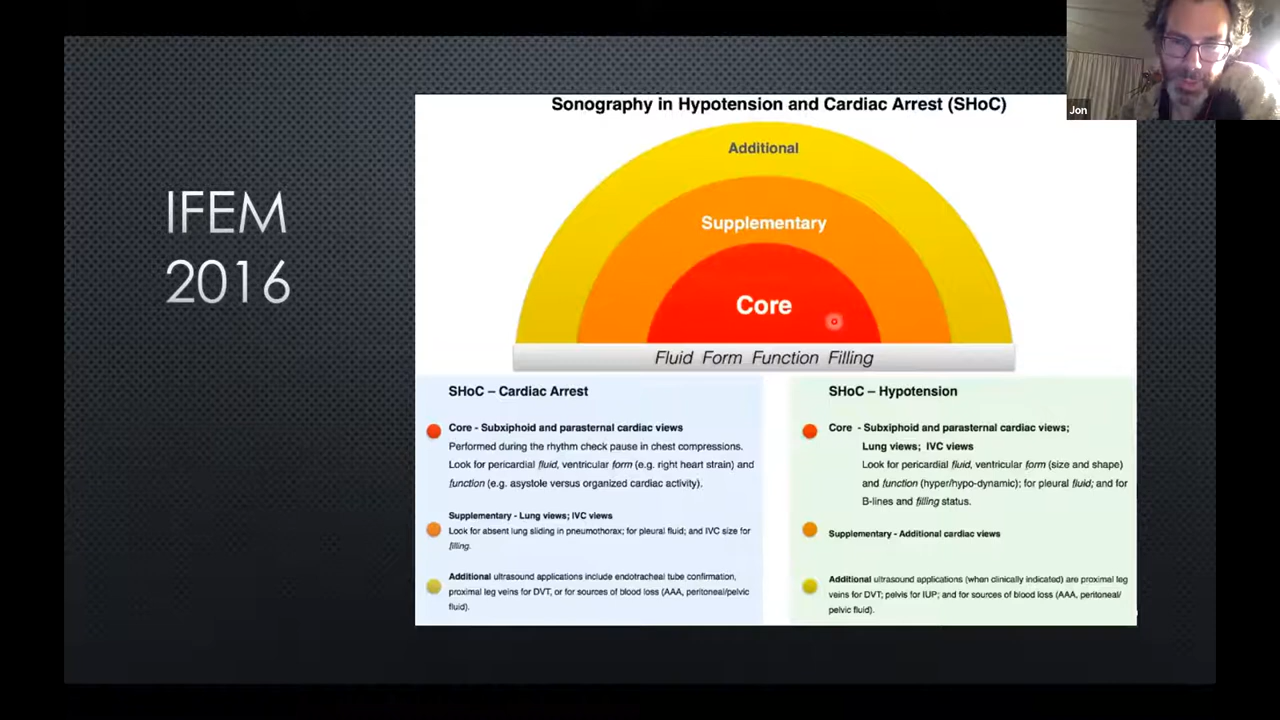 Jon
IFEM
2016
Sonography in Hypotension and Cardiac Arrest (SHoC)
Additional
Supplementary
Core
Fluid Form Function Filling
SHoC – Cardiac Arrest
Core - Subxiphoid and parasternal cardiac views
Performed during the rhythm check pause in chest compressions.
Look for pericardial fluid, ventricular form (e.g. right heart strain) and
function (e.g. asystole versus organized cardiac activity).
Supplementary - Lung views; IVC views
Look for absent lung sliding in pneumothorax; for pleural fluid; and IVC size for
filling.
Additional ultrasound applications include endotracheal tube confirmation,
proximal leg veins for DVT, or for sources of blood loss (AAA, peritoneal/pelvic
fluid).
SHoC – Hypotension
Core - Subxiphoid and parasternal cardiac views;
Lung views; IVC views
Look for pericardial fluid, ventricular form (size and shape)
and function (hyper/hypo-dynamic); for pleural fluid; and for
B-lines and filling status.
Supplementary - Additional cardiac views
Additional ultrasound applications (when clinically indicated) are proximal leg
veins for DVT; pelvis for IUP; and for sources of blood loss (AAA, peritoneal/
pelvic fluid).